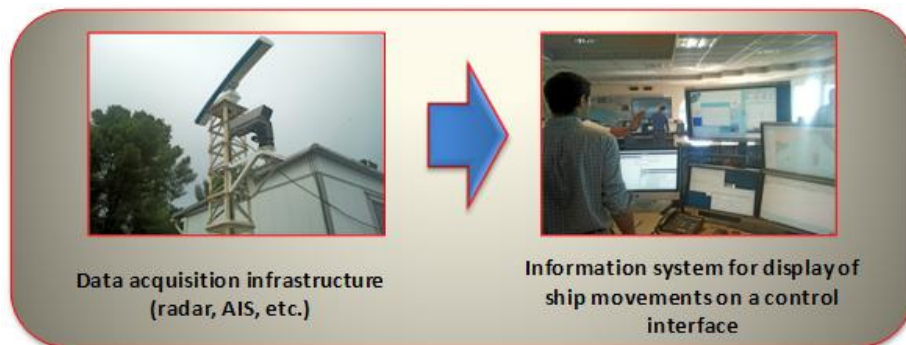 Data acquisition infrastructure
(radar, AIS, etc.)
Information system for display of
ship movements on a control
interface